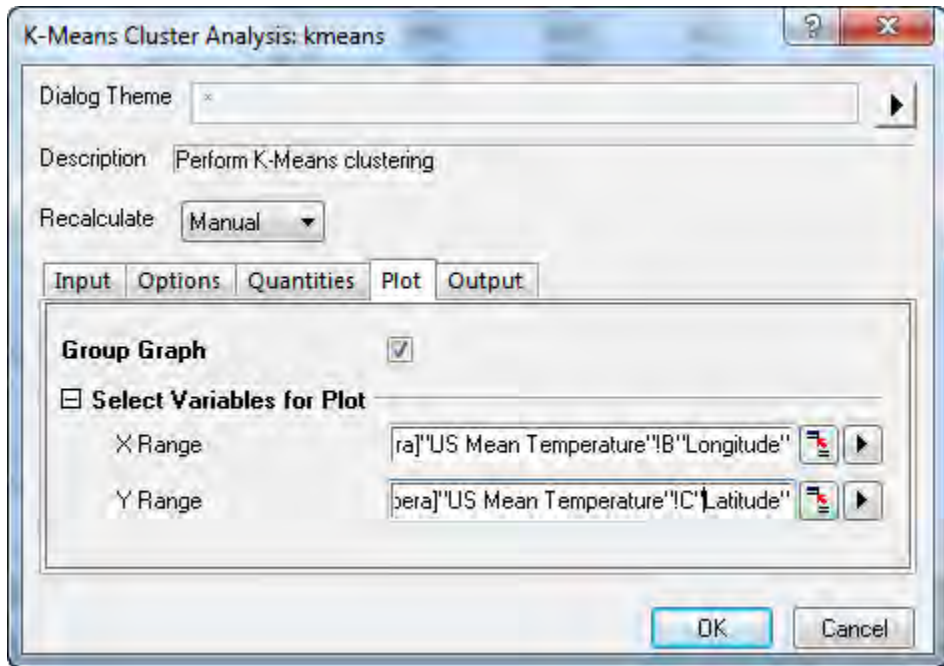 K-Means Cluster Analysis: kmeans
Dialog Theme *
Description Perform K-Means clustering
Recalculate Manual
Input Options Quantities Plot Output
Group Graph
Select Variables for Plot
X Range ra]"US Mean Temperature"!B"Longitude"
Y Range pera]"US Mean Temperature"!C"Latitude"
OK Cancel